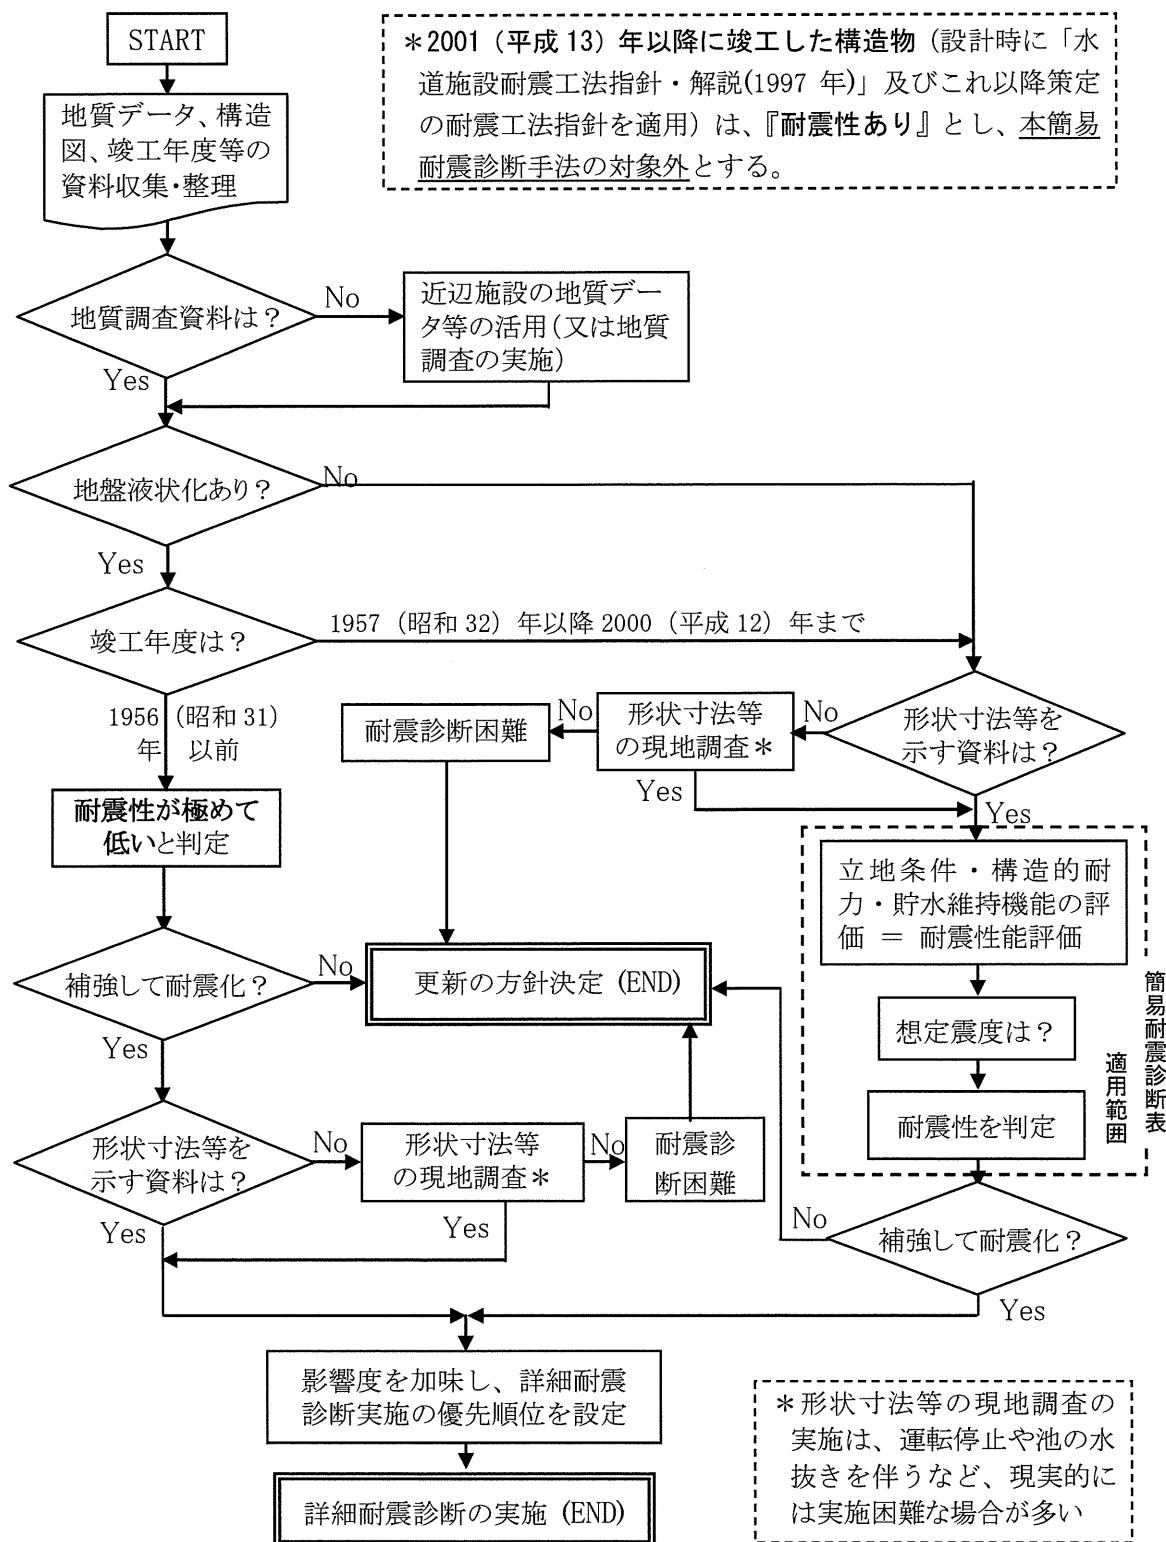 START
*2001（平成13）年以降に竣工した構造物（設計時に「水
道施設耐震工法指針・解説(1997 年)」及びこれ以降策定
の耐震工法指針を適用）は、『耐震性あり』とし、本簡易
耐震診断手法の対象外とする。
地質データ、構造
図、竣工年度等の
資料収集・整理
地質調査資料は？
No
近辺施設の地質デー
タ等の活用（又は地質
調査の実施）
Yes
地盤液状化あり？
No
Yes
竣工年度は？
1957（昭和32）年以降2000（平成12）年まで
1956（昭和31）
年 以前
耐震性が極めて
低いと判定
形状寸法等を
示す資料は？
No
形状寸法等
の現地調査*
No
耐震診断困難
Yes
Yes
立地条件・構造的耐
力・貯水維持機能の評
価 ＝ 耐震性能評価
想定震度は？
耐震性を判定
簡易耐震診断表
適用範囲
補強して耐震化？
No
更新の方針決定 (END)
Yes
形状寸法等を
示す資料は？
No
形状寸法等
の現地調査*
No
耐震診
断困難
Yes
Yes
補強して耐震化？
No
Yes
影響度を加味し、詳細耐震
診断実施の優先順位を設定
詳細耐震診断の実施 (END)
*形状寸法等の現地調査の
実施は、運転停止や池の水
抜きを伴うなど、現実的に
は実施困難な場合が多い